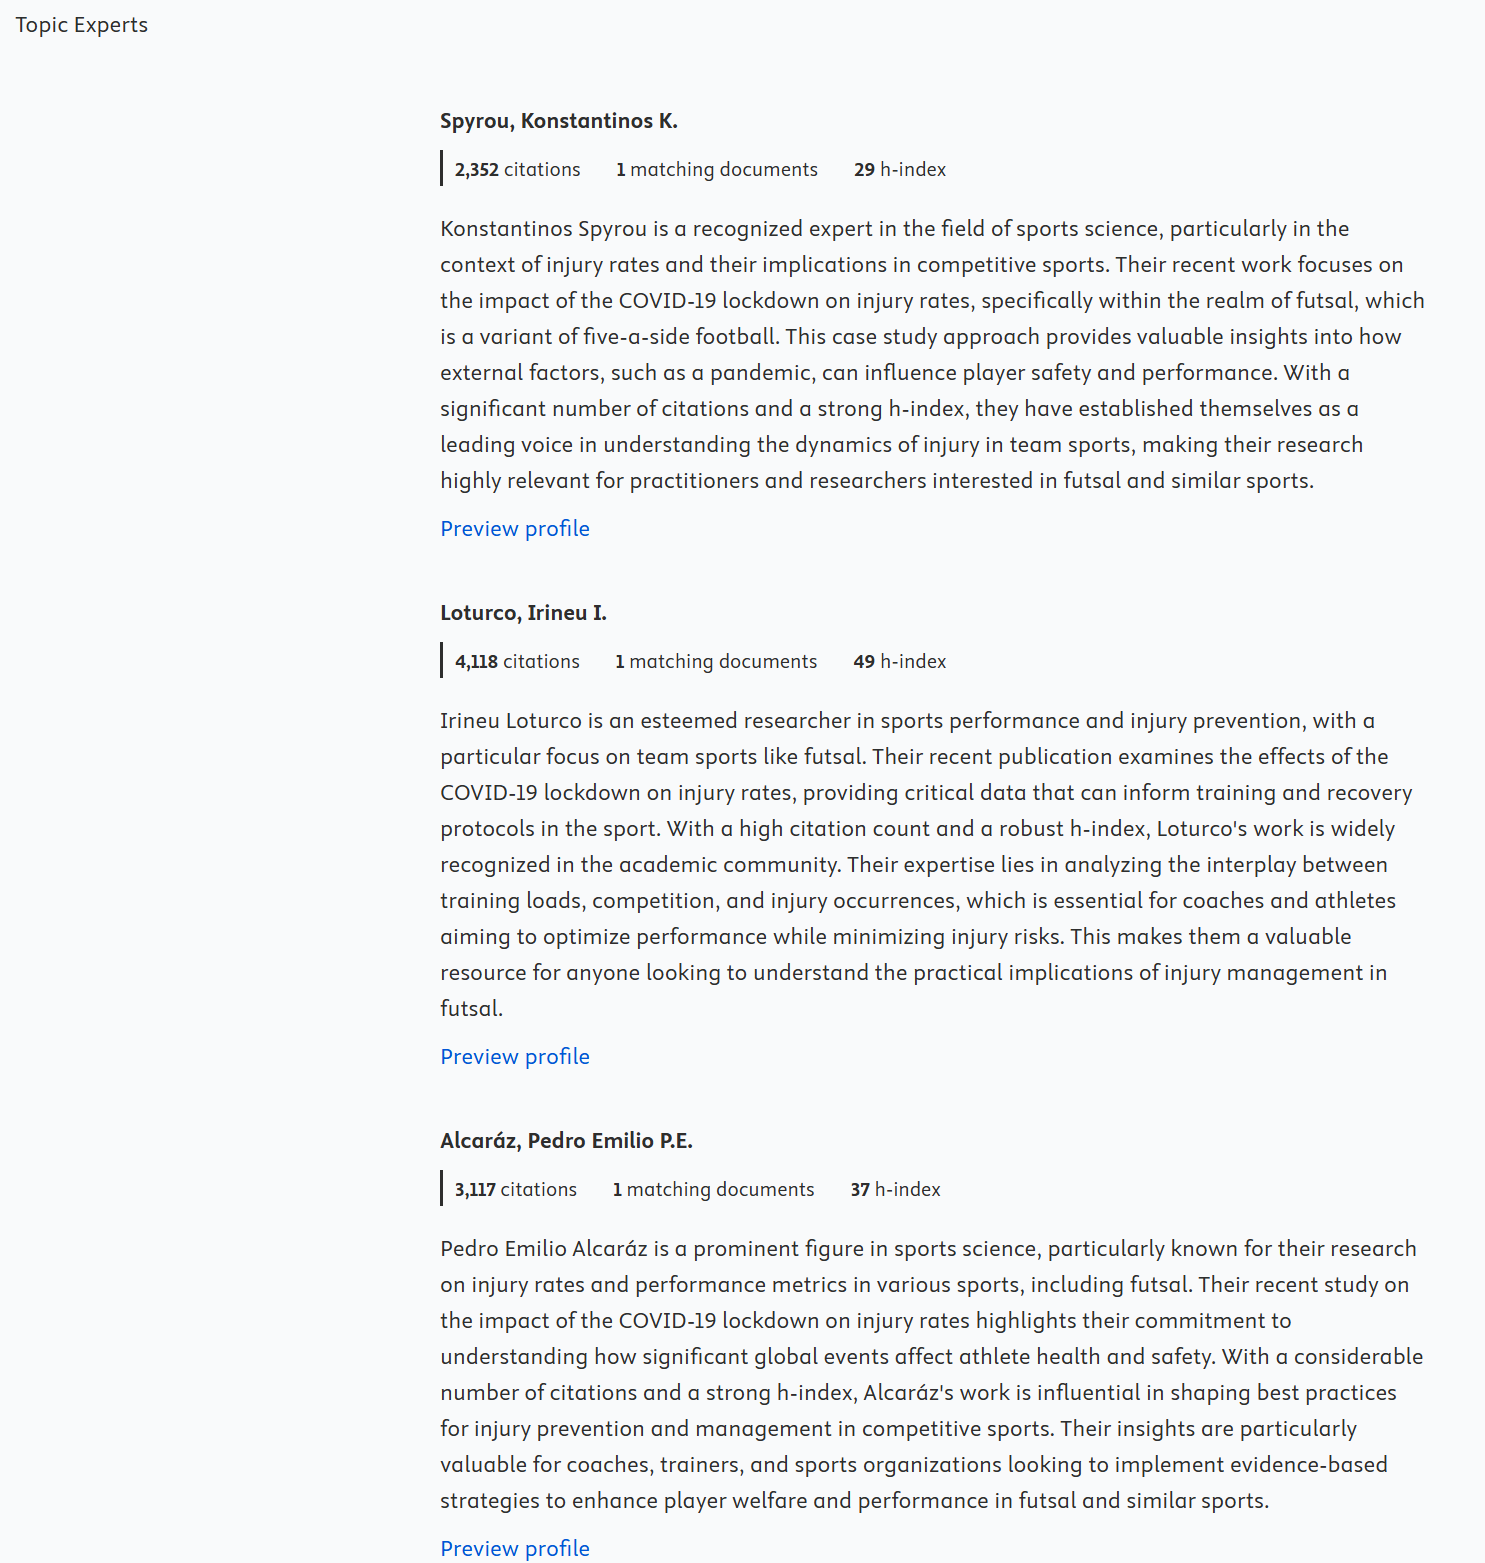 Topic Experts
Spyrou, Konstantinos K.
2,352 citations 1 matching documents 29 h-index
Konstantinos Spyrou is a recognized expert in the field of sports science, particularly in the
context of injury rates and their implications in competitive sports. Their recent work focuses on
the impact of the COVID-19 lockdown on injury rates, specifically within the realm of futsal, which
is a variant of five-a-side football. This case study approach provides valuable insights into how
external factors, such as a pandemic, can influence player safety and performance. With a
significant number of citations and a strong h-index, they have established themselves as a
leading voice in understanding the dynamics of injury in team sports, making their research
highly relevant for practitioners and researchers interested in futsal and similar sports.
Preview profile
Loturco, Irineu I.
4,118 citations 1 matching documents 49 h-index
Irineu Loturco is an esteemed researcher in sports performance and injury prevention, with a
particular focus on team sports like futsal. Their recent publication examines the effects of the
COVID-19 lockdown on injury rates, providing critical data that can inform training and recovery
protocols in the sport. With a high citation count and a robust h-index, Loturco's work is widely
recognized in the academic community. Their expertise lies in analyzing the interplay between
training loads, competition, and injury occurrences, which is essential for coaches and athletes
aiming to optimize performance while minimizing injury risks. This makes them a valuable
resource for anyone looking to understand the practical implications of injury management in
futsal.
Preview profile
Alcaráz, Pedro Emilio P.E.
3,117 citations 1 matching documents 37 h-index
Pedro Emilio Alcaráz is a prominent figure in sports science, particularly known for their research
on injury rates and performance metrics in various sports, including futsal. Their recent study on
the impact of the COVID-19 lockdown on injury rates highlights their commitment to
understanding how significant global events affect athlete health and safety. With a considerable
number of citations and a strong h-index, Alcaráz's work is influential in shaping best practices
for injury prevention and management in competitive sports. Their insights are particularly
valuable for coaches, trainers, and sports organizations looking to implement evidence-based
strategies to enhance player welfare and performance in futsal and similar sports.
Preview profile